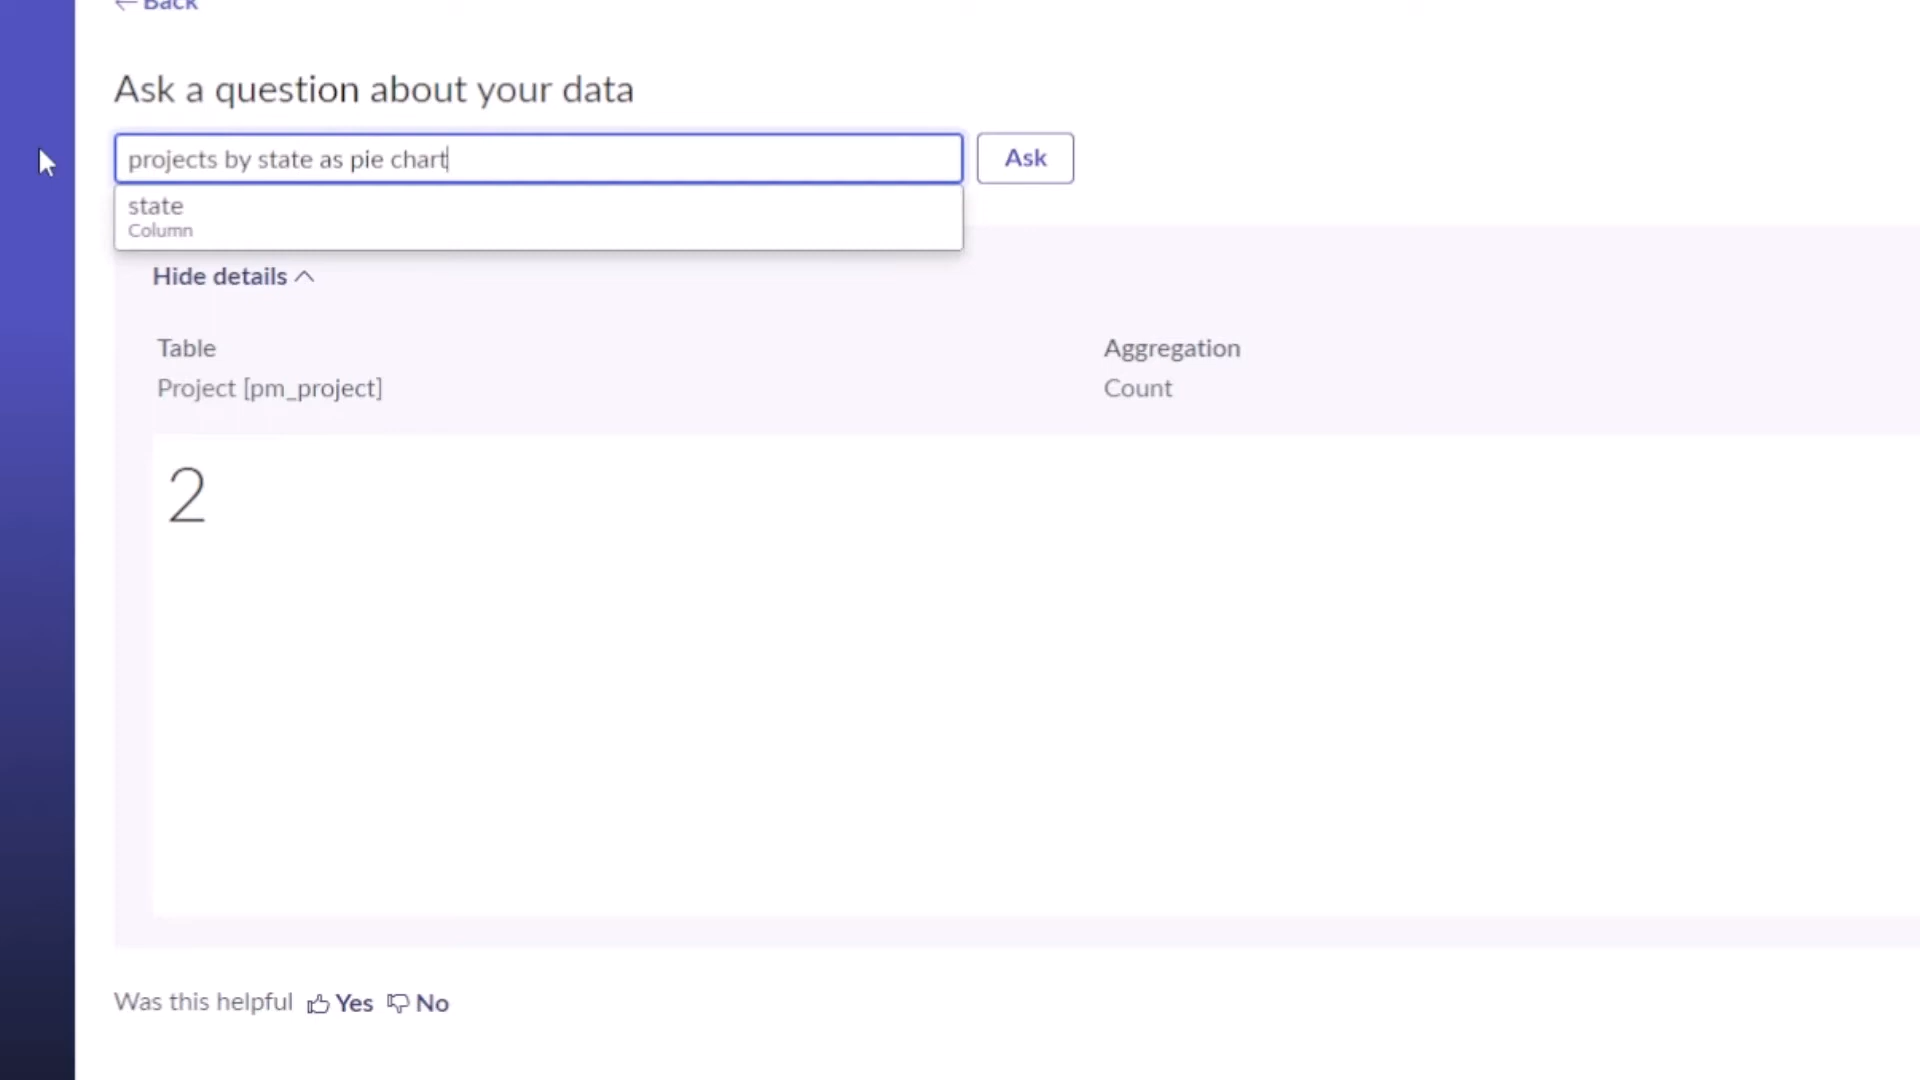 Back
Ask a question about your data
projects by state as pie chart
Ask
state
Column
Hide details
Table
Aggregation
Project [pm_project]
Count
2
Was this helpful Yes No